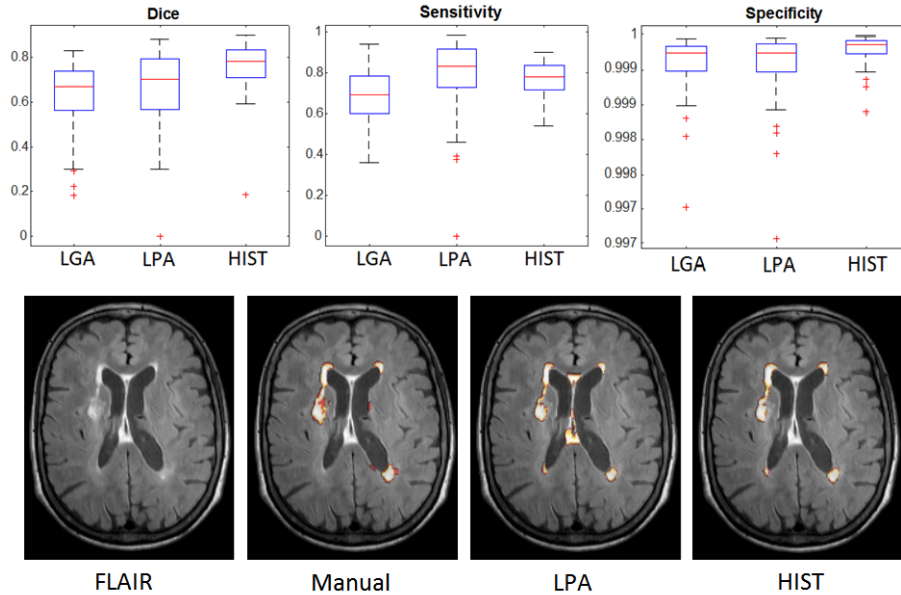 Dice
0.8
0.6
0.4
0.2
0
LGA LPA HIST
Sensitivity
1
0.8
0.6
0.4
0.2
0
LGA LPA HIST
Specificity
1
0.999
0.999
0.998
0.998
0.997
0.997
LGA LPA HIST
FLAIR Manual LPA HIST